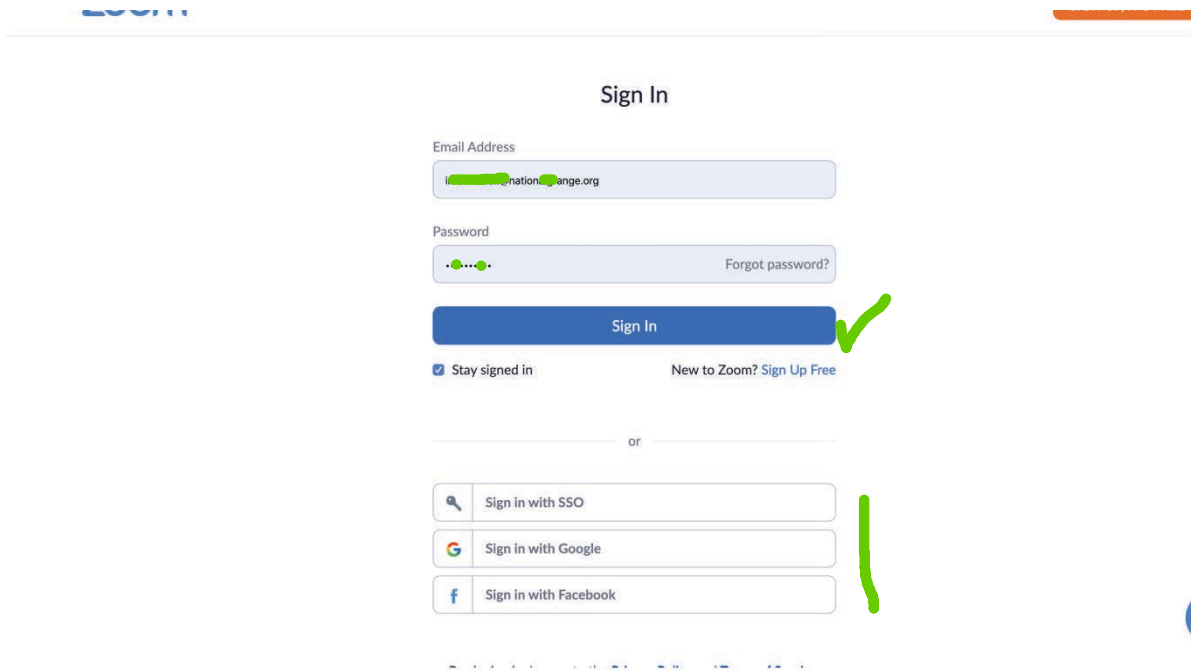 Sign In
Email Address
Password
Forgot password?
Sign In
Stay signed in
New to Zoom? Sign Up Free
or
Sign in with SSO
Sign in with Google
Sign in with Facebook